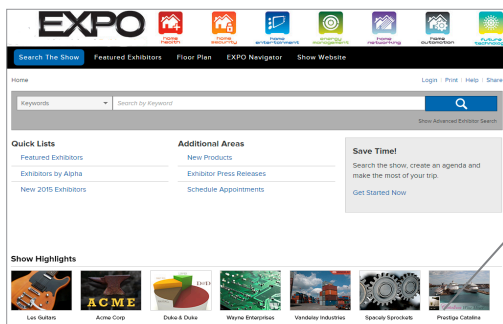 EXPO
home health
home security
home entertainment
energy management
home networking
home automation
future technology
Search The Show Featured Exhibitors Floor Plan EXPO Navigator Show Website
Home
Login | Print | Help | Share
Keywords Search by Keyword
Show Advanced Exhibitor Search
Quick Lists
Featured Exhibitors
Exhibitors by Alpha
New 2015 Exhibitors
Additional Areas
New Products
Exhibitor Press Releases
Schedule Appointments
Save Time!
Search the show, create an agenda and
make the most of your trip.
Get Started Now
Show Highlights
ACME
D&D
Les Guitars
Acme Corp
Duke & Duke
Wayne Enterprises
Vandelay Industries
Spacely Sprockets
Prestige Catalina